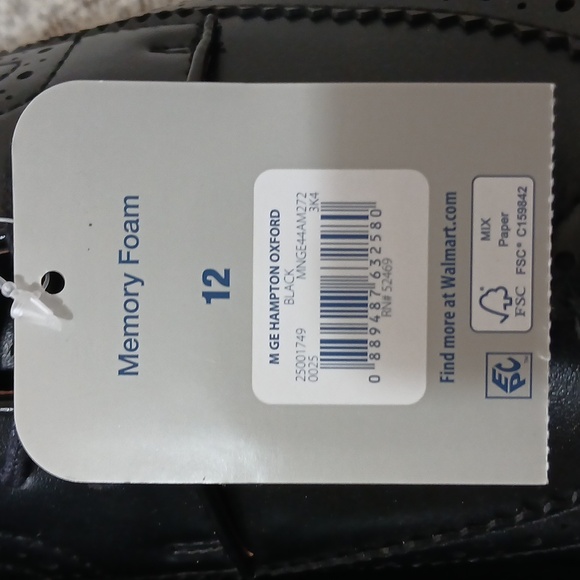 Memory Foam
12
M GE HAMPTON OXFORD
BLACK
25001749 MNGE44AM272
0025 3K4
0 889487 632580
RN# 52469
Find more at Walmart.com
MIX
Paper
FSC FSC® C159842
EPC™